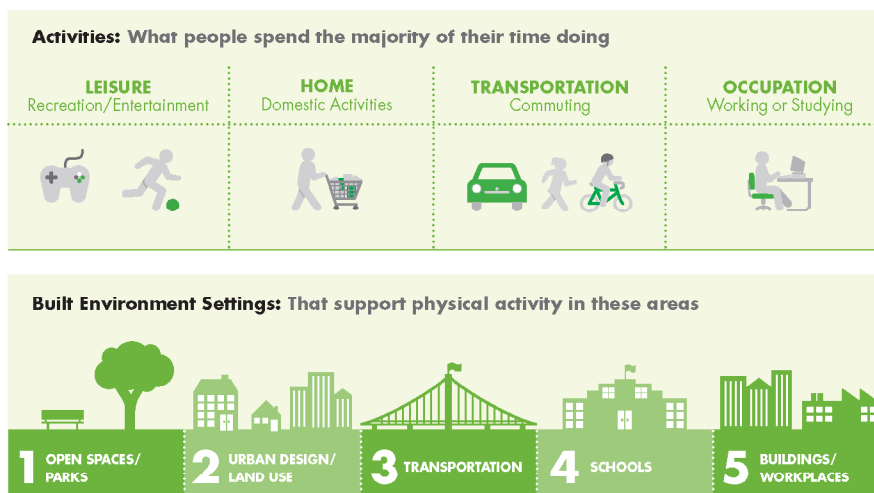 Activities: What people spend the majority of their time doing
LEISURE
Recreation/Entertainment
HOME
Domestic Activities
TRANSPORTATION
Commuting
OCCUPATION
Working or Studying
Built Environment Settings: That support physical activity in these areas
1 OPEN SPACES/
PARKS
2 URBAN DESIGN/
LAND USE
3 TRANSPORTATION
4 SCHOOLS
5 BUILDINGS/
WORKPLACES